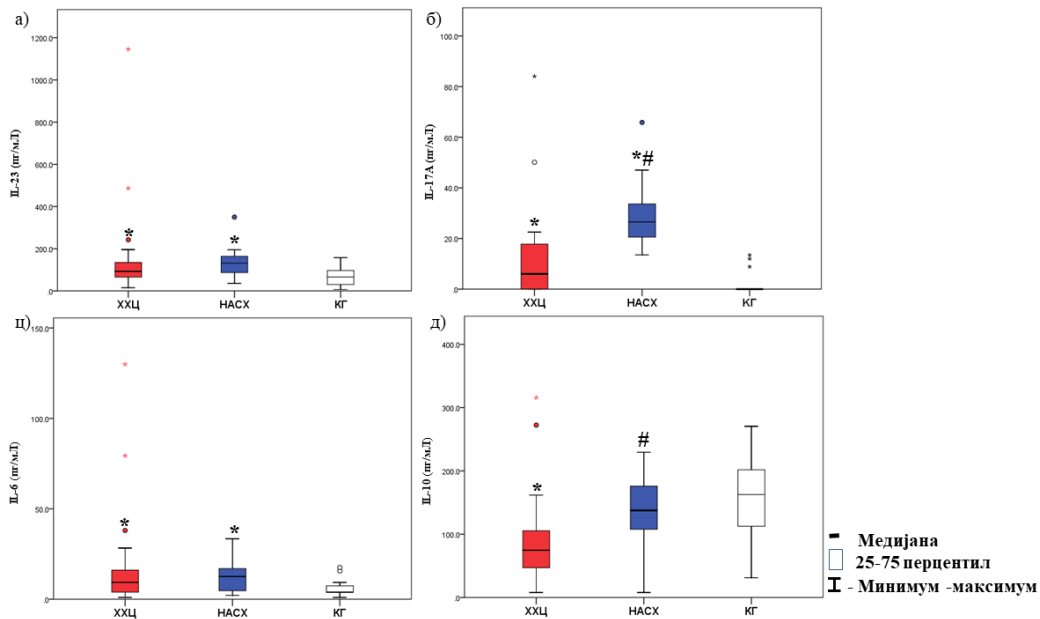 а)
1200.0
1000.0
800.0
600.0
400.0
200.0
.0
IL-23 (пг/мЛ)
*
*
ХХЦ
НАСХ
КГ
б)
100.0
80.0
60.0
40.0
20.0
.0
IL-17А (пг/мЛ)
*
*#
ХХЦ
НАСХ
КГ
ц)
150.0
100.0
50.0
.0
IL-6 (пг/мЛ)
*
*
ХХЦ
НАСХ
КГ
д)
400.0
300.0
200.0
100.0
.0
IL-10 (пг/мЛ)
*
#
ХХЦ
НАСХ
КГ
Медијана
25-75 перцентил
- Минимум -максимум